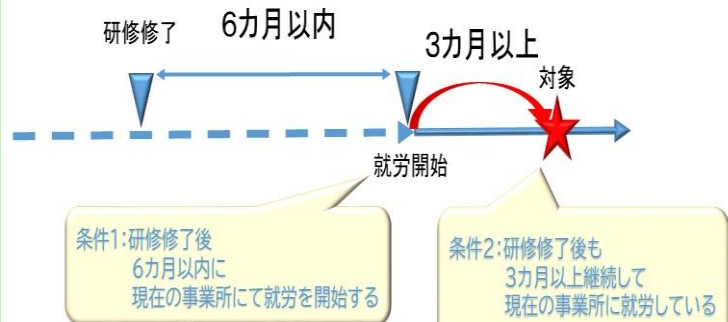 研修修了
6カ月以内
3カ月以上
対象
就労開始
条件1:研修修了後
6カ月以内に
現在の事業所にて就労を開始する
条件2:研修修了後も
3カ月以上継続して
現在の事業所に就労している